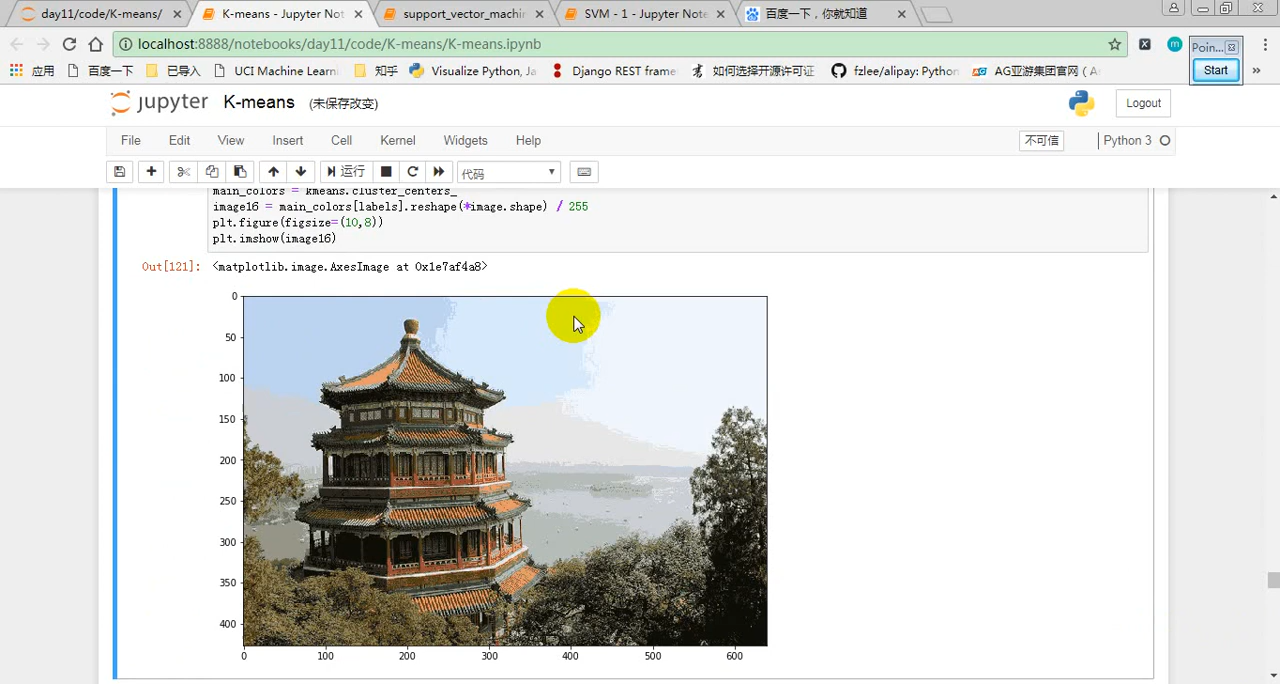 day11/code/K-means/
K-means - Jupyter Not
support_vector_machin
SVM - 1 - Jupyter Note
百度一下，你就知道
localhost:8888/notebooks/day11/code/K-means/K-means.ipynb
应用
百度一下
已导入
UCI Machine Learni
知乎
Visualize Python, Ja
Django REST frame
如何选择开源许可证
fzlee/alipay: Python
AG亚游集团官网（A
Poin...
Start
jupyter K-means (未保存改变)
Logout
File Edit View Insert Cell Kernel Widgets Help
不可信
Python 3
运行
代码
main_colors = kmeans.cluster_centers_
image16 = main_colors[labels].reshape(*image.shape) / 255
plt.figure(figsize=(10,8))
plt.imshow(image16)
Out[121]: <matplotlib.image.AxesImage at 0x1e7af4a8>
0
50
100
150
200
250
300
350
400
0 100 200 300 400 500 600